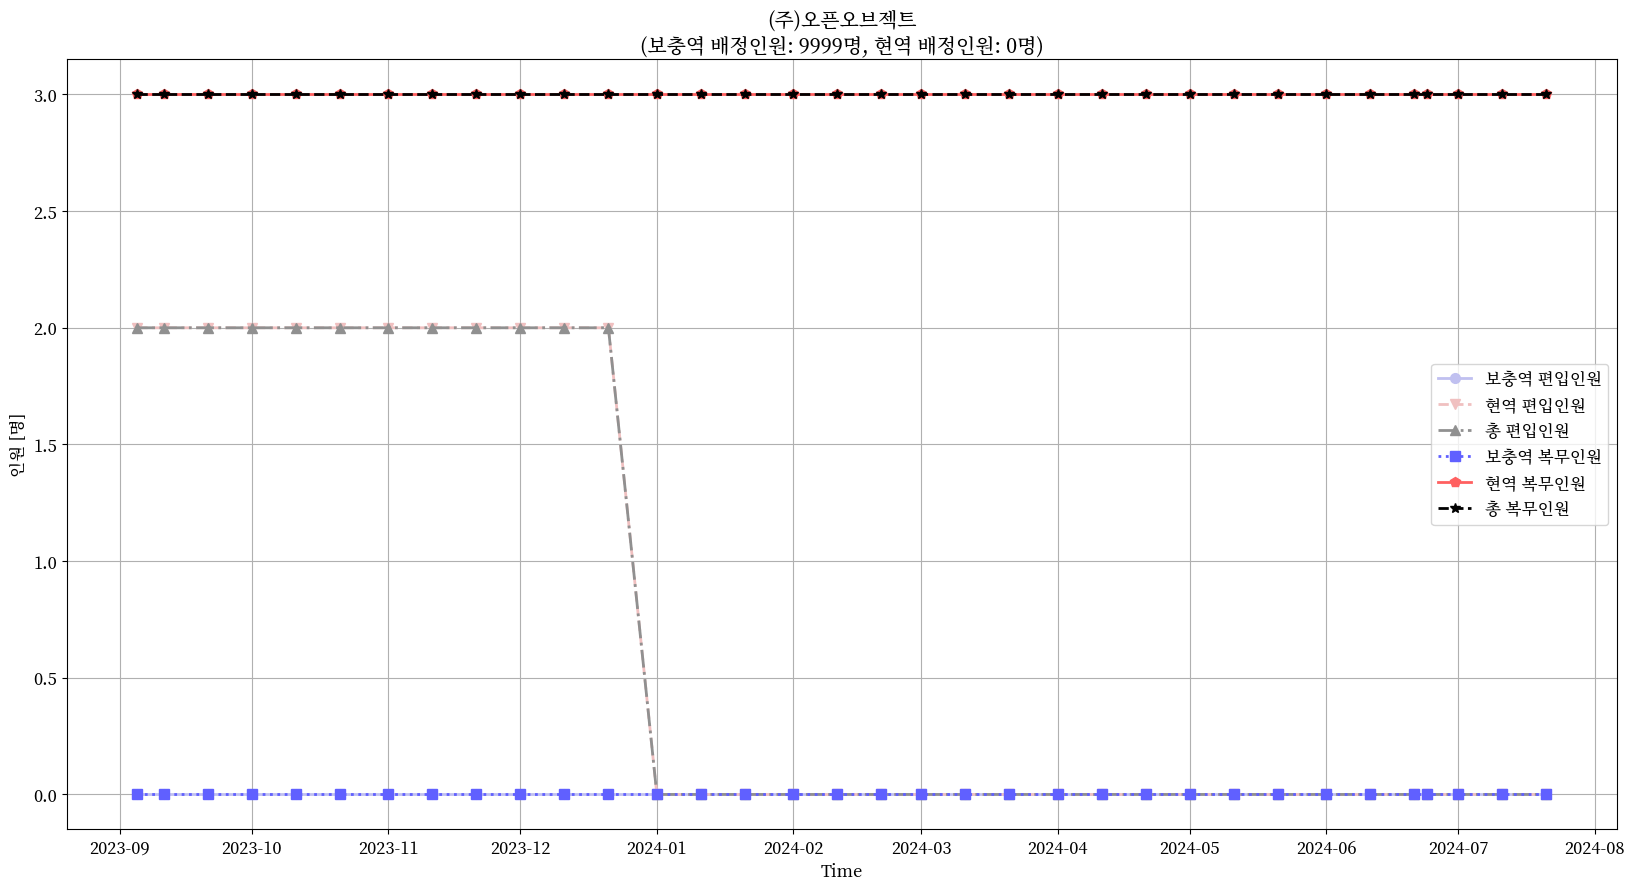 (주)오픈오브젝트
(보충역 배정인원: 9999명, 현역 배정인원: 0명)
인원 [명]
3.0
2.5
2.0
1.5
1.0
0.5
0.0
보충역 편입인원
현역 편입인원
총 편입인원
보충역 복무인원
현역 복무인원
총 복무인원
2023-09 2023-10 2023-11 2023-12 2024-01 2024-02 2024-03 2024-04 2024-05 2024-06 2024-07 2024-08
Time